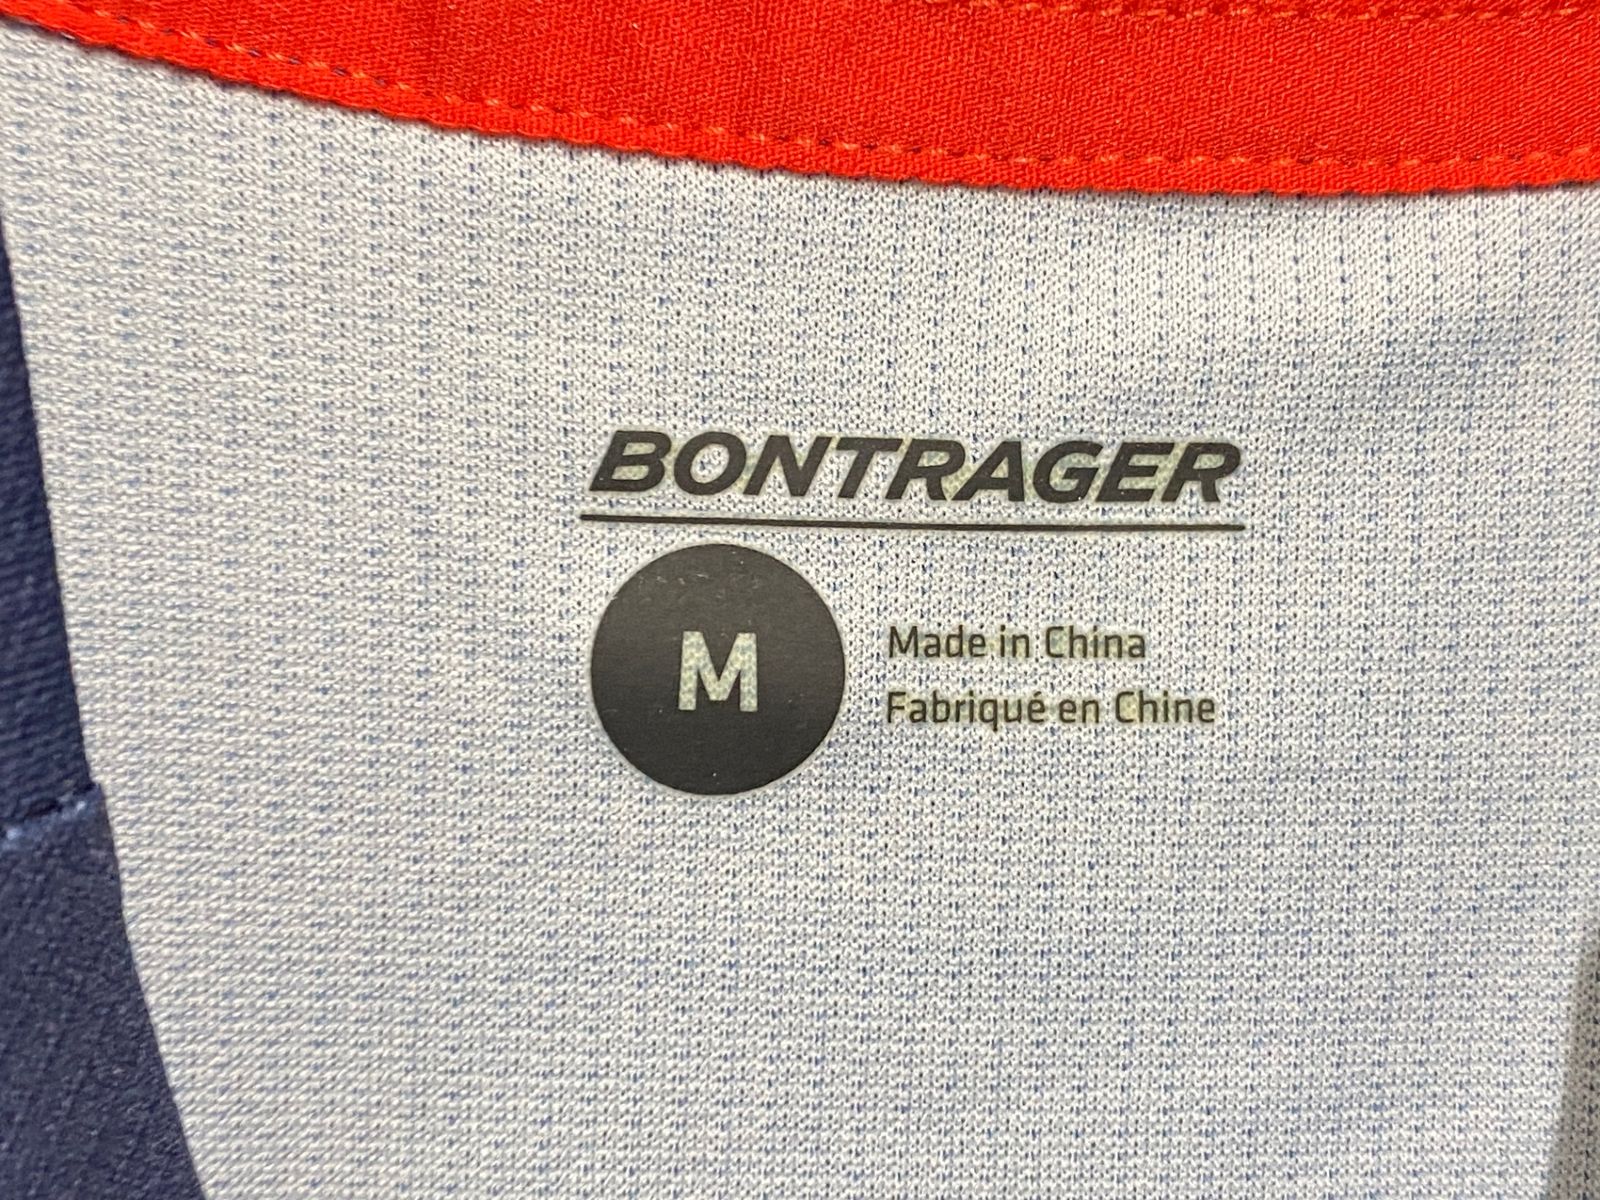 BONTRAGER
M
Made in China
Fabriqué en Chine